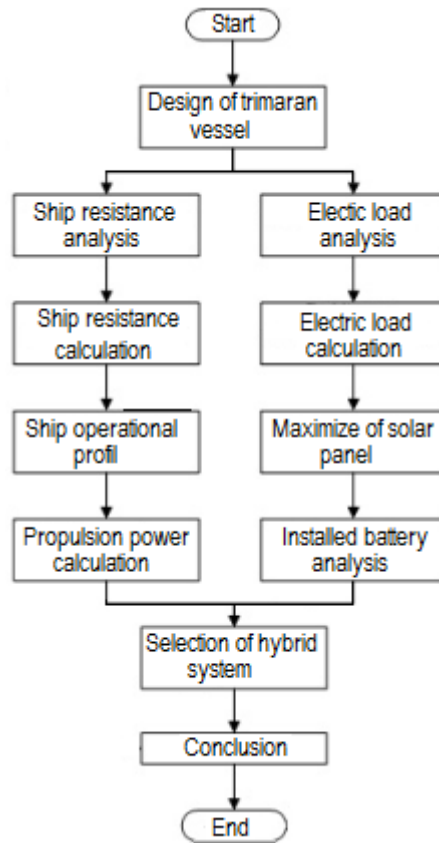 Start
Design of trimaran
vessel
Ship resistance
analysis
Electic load
analysis
Ship resistance
calculation
Electric load
calculation
Ship operational
profil
Maximize of solar
panel
Propulsion power
calculation
Installed battery
analysis
Selection of hybrid
system
Conclusion
End